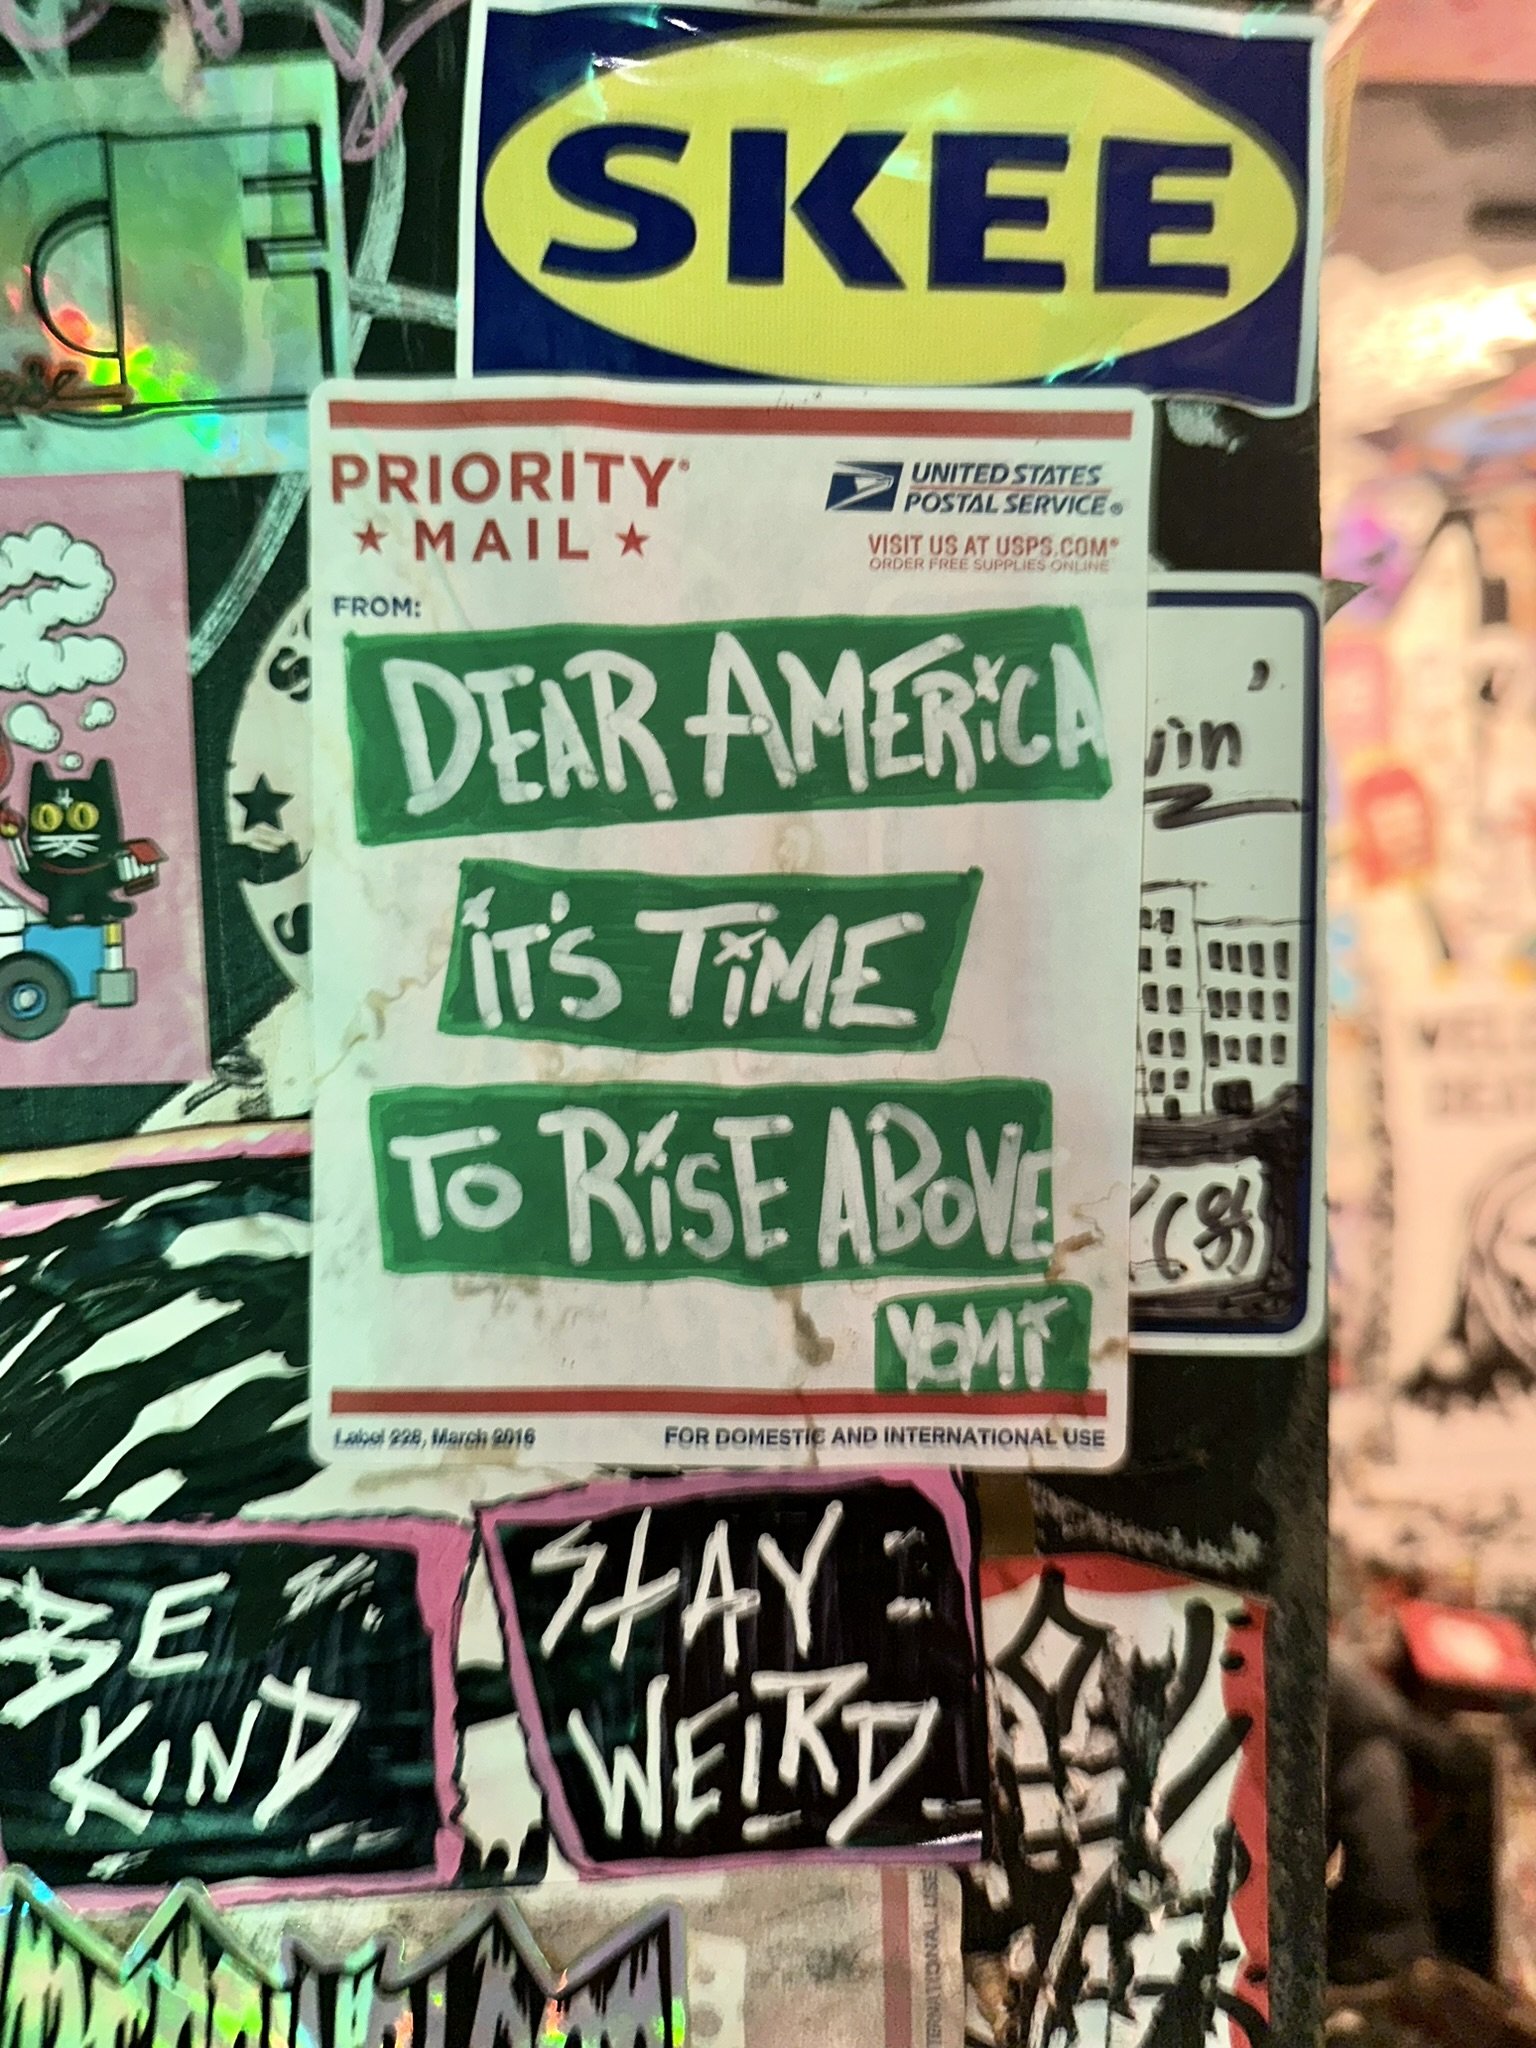 SKEE
PRIORITY®
★ MAIL ★
UNITED STATES
POSTAL SERVICE®
VISIT US AT USPS.COM®
ORDER FREE SUPPLIES ONLINE
FROM:
DEAR AMERiCA
iT'S TiME
TO RiSE ABOVE
YOMi
Label 228, March 2016
FOR DOMESTIC AND INTERNATIONAL USE
BE
KiND
STAY
WEiRD